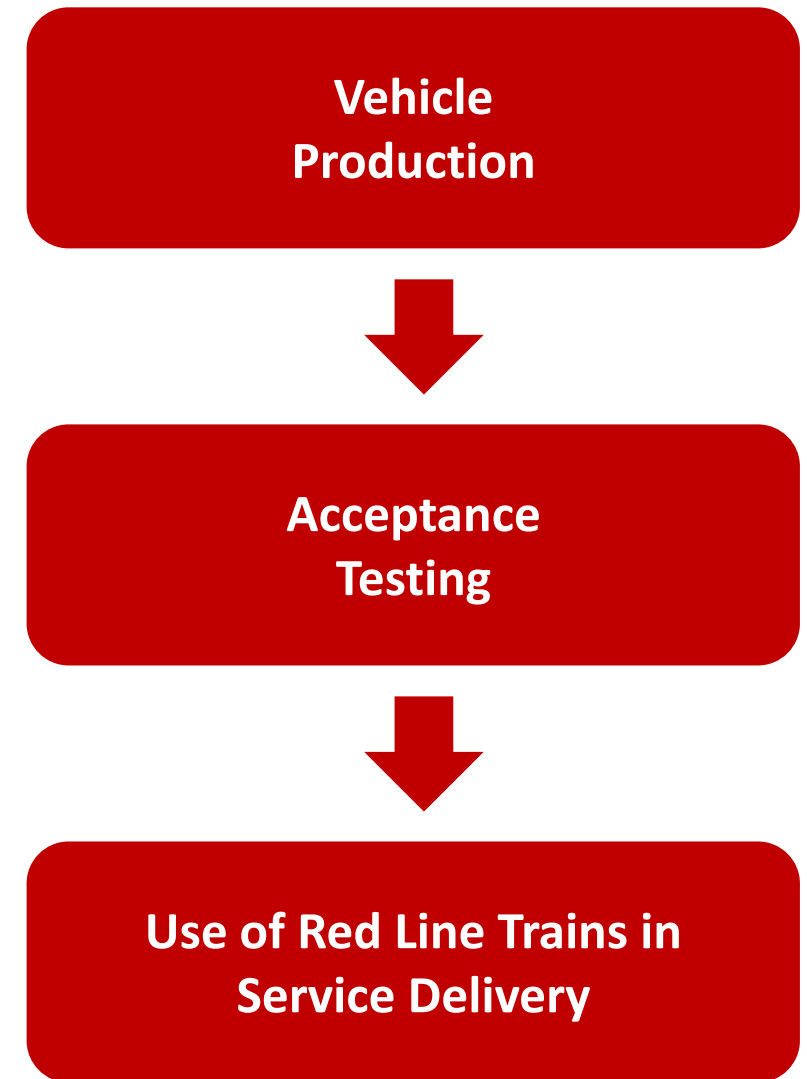 Vehicle
Production
Acceptance
Testing
Use of Red Line Trains in
Service Delivery